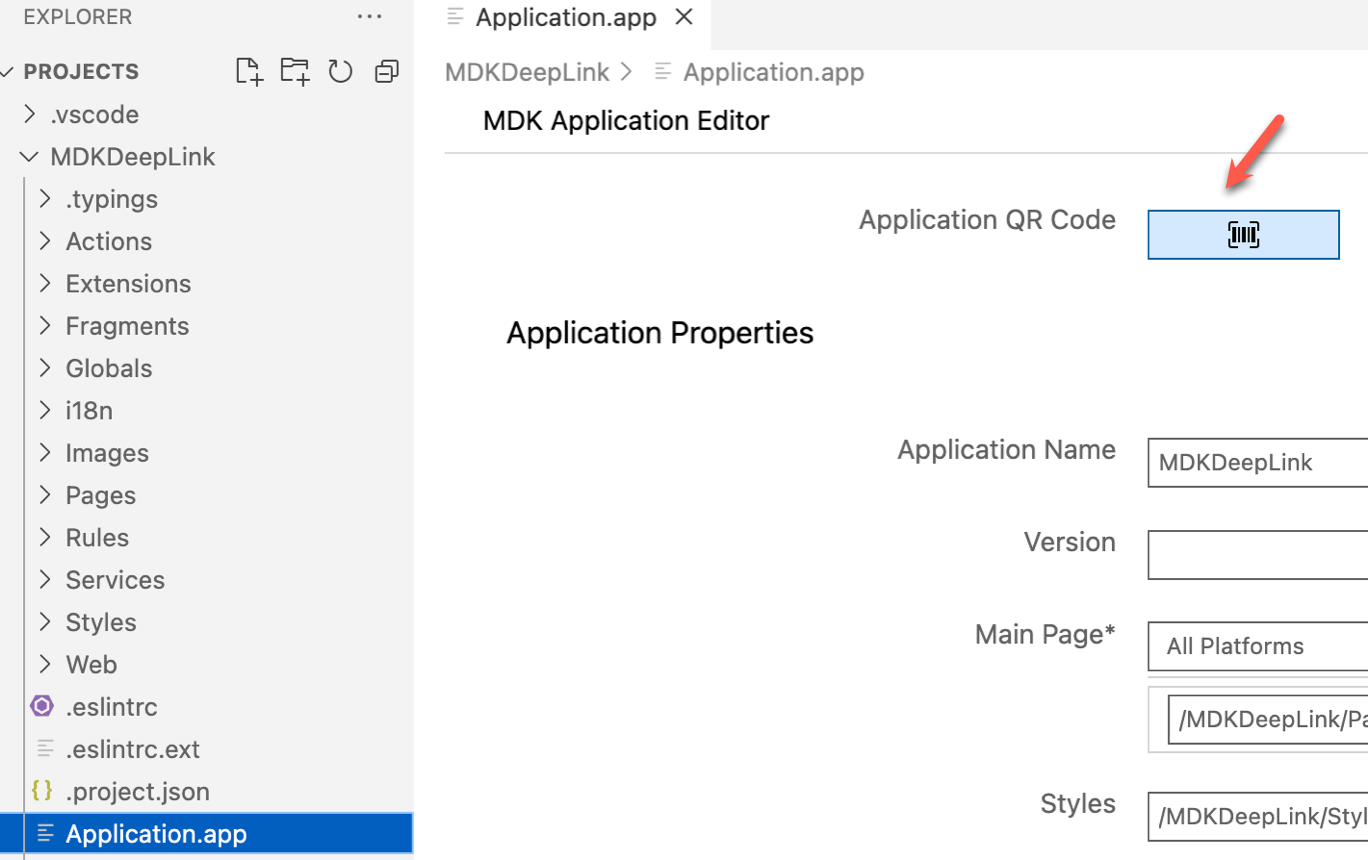 EXPLORER
PROJECTS
.vscode
MDKDeepLink
.typings
Actions
Extensions
Fragments
Globals
i18n
Images
Pages
Rules
Services
Styles
Web
.eslintrc
.eslintrc.ext
.project.json
Application.app
Application.app
MDKDeepLink > Application.app
MDK Application Editor
Application QR Code
Application Properties
Application Name MDKDeepLink
Version
Main Page* All Platforms
/MDKDeepLink/Pa
Styles /MDKDeepLink/Styl